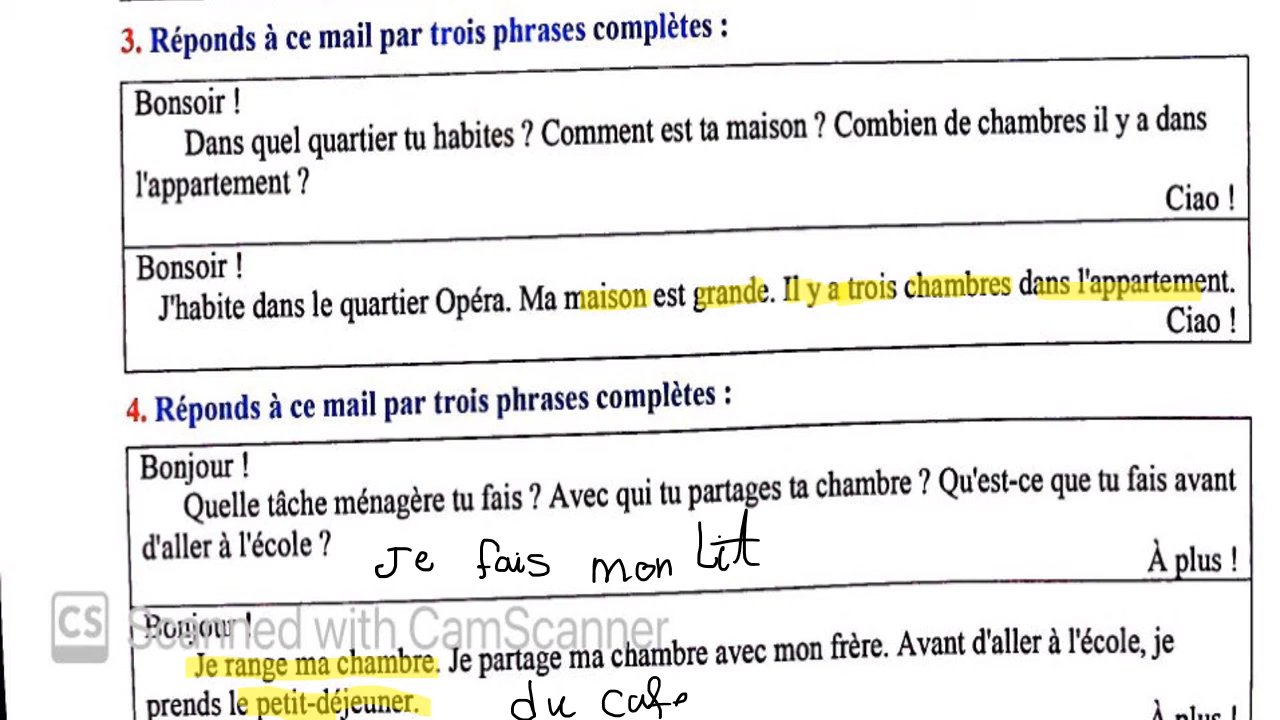 3. Réponds à ce mail par trois phrases complètes :
Bonsoir !
Dans quel quartier tu habites ? Comment est ta maison ? Combien de chambres il y a dans
l'appartement ?
Ciao !
Bonsoir !
J'habite dans le quartier Opéra. Ma maison est grande. Il y a trois chambres dans l'appartement.
Ciao !
4. Réponds à ce mail par trois phrases complètes :
Bonjour !
Quelle tâche ménagère tu fais ? Avec qui tu partages ta chambre ? Qu'est-ce que tu fais avant
d'aller à l'école ?
Je fais mon lit
À plus !
CS Scanned with CamScanner
Bonjour !
Je range ma chambre. Je partage ma chambre avec mon frère. Avant d'aller à l'école, je
prends le petit-déjeuner.
du cafe
À plus !